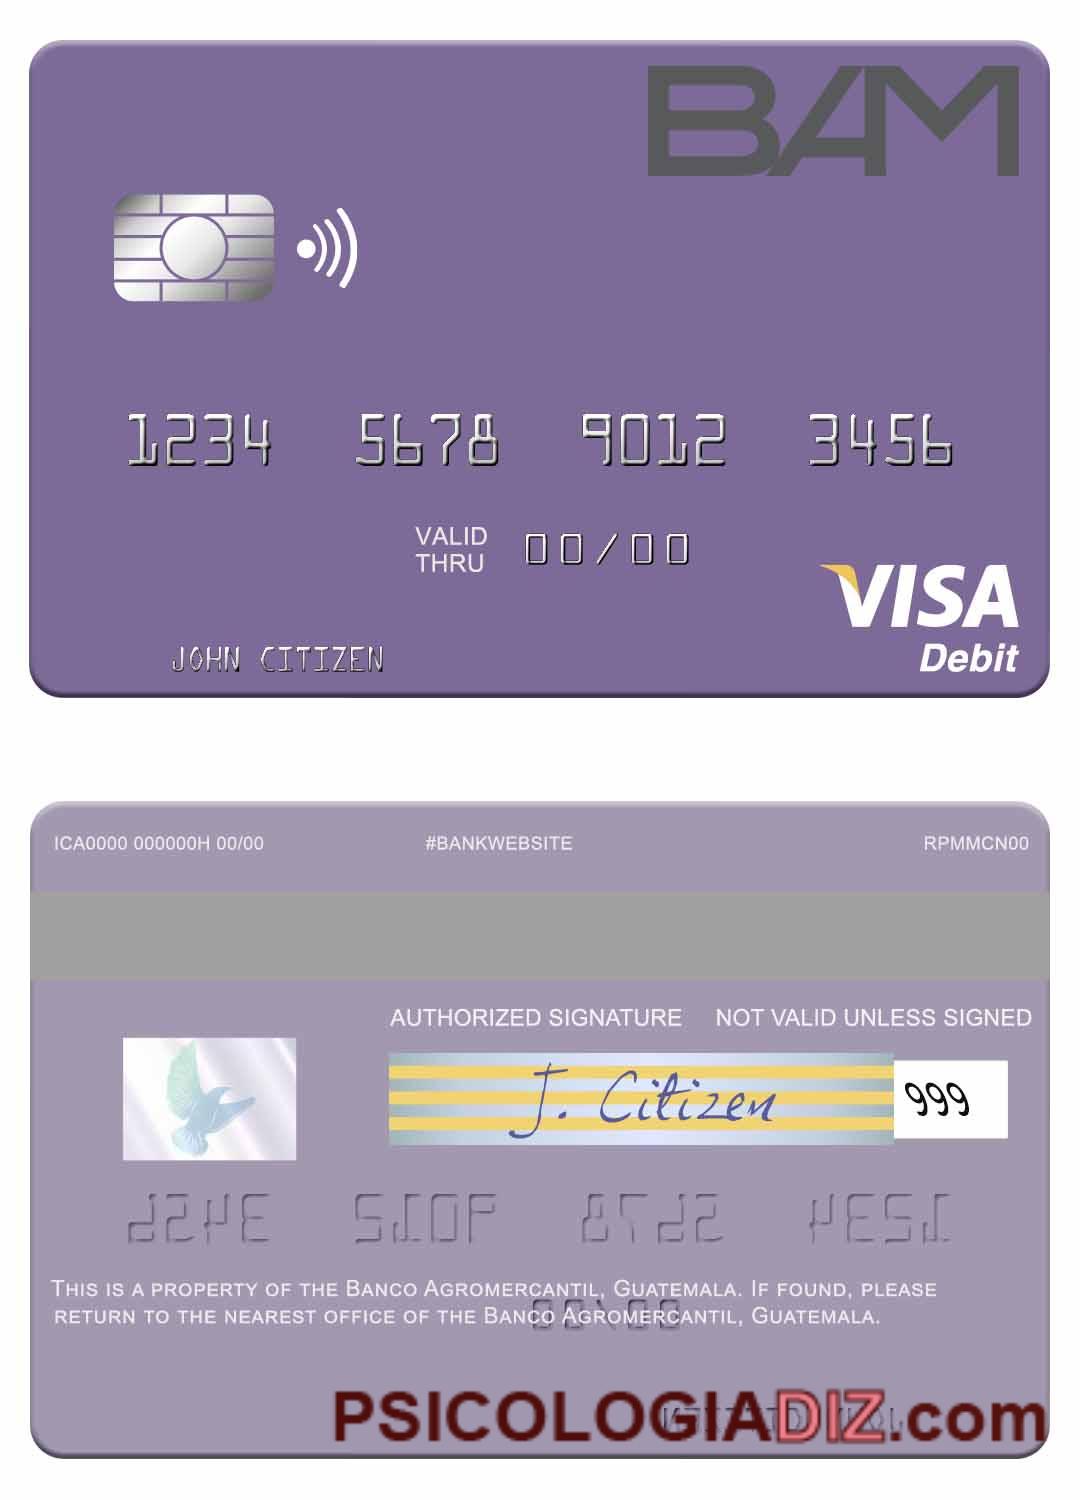 BAM
1234 5678 9012 3456
VALID
THRU 00/00
VISA
Debit
JOHN CITIZEN
ICA0000 000000H 00/00 #BANKWEBSITE RPMMCN00
AUTHORIZED SIGNATURE NOT VALID UNLESS SIGNED
J. Citizen 999
THIS IS A PROPERTY OF THE BANCO AGROMERCANTIL, GUATEMALA. IF FOUND, PLEASE
RETURN TO THE NEAREST OFFICE OF THE BANCO AGROMERCANTIL, GUATEMALA.
PSICOLOGIADIZ.com